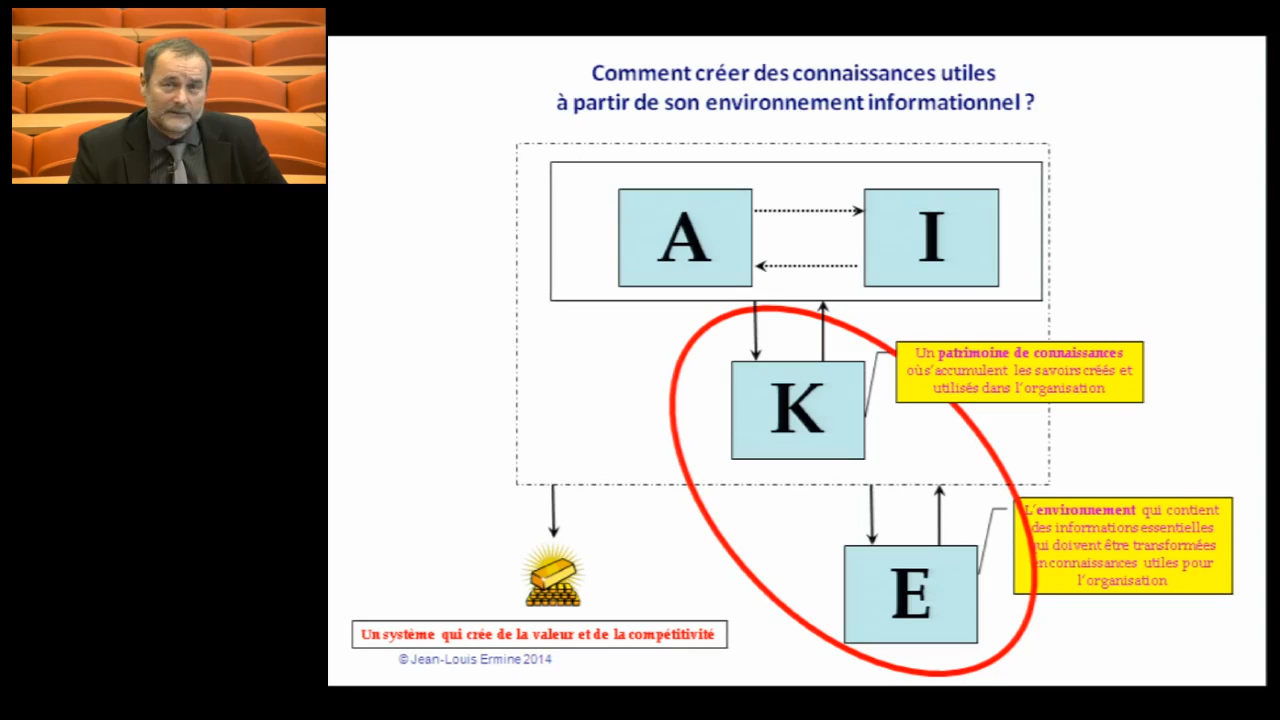 Comment créer des connaissances utiles
à partir de son environnement informationnel ?
A
I
K
Un patrimoine de connaissances
où s'accumulent les savoirs créés et
utilisés dans l'organisation
E
L'environnement qui contient
des informations essentielles
qui doivent être transformées
en connaissances utiles pour
l'organisation
Un système qui crée de la valeur et de la compétitivité
© Jean-Louis Ermine 2014